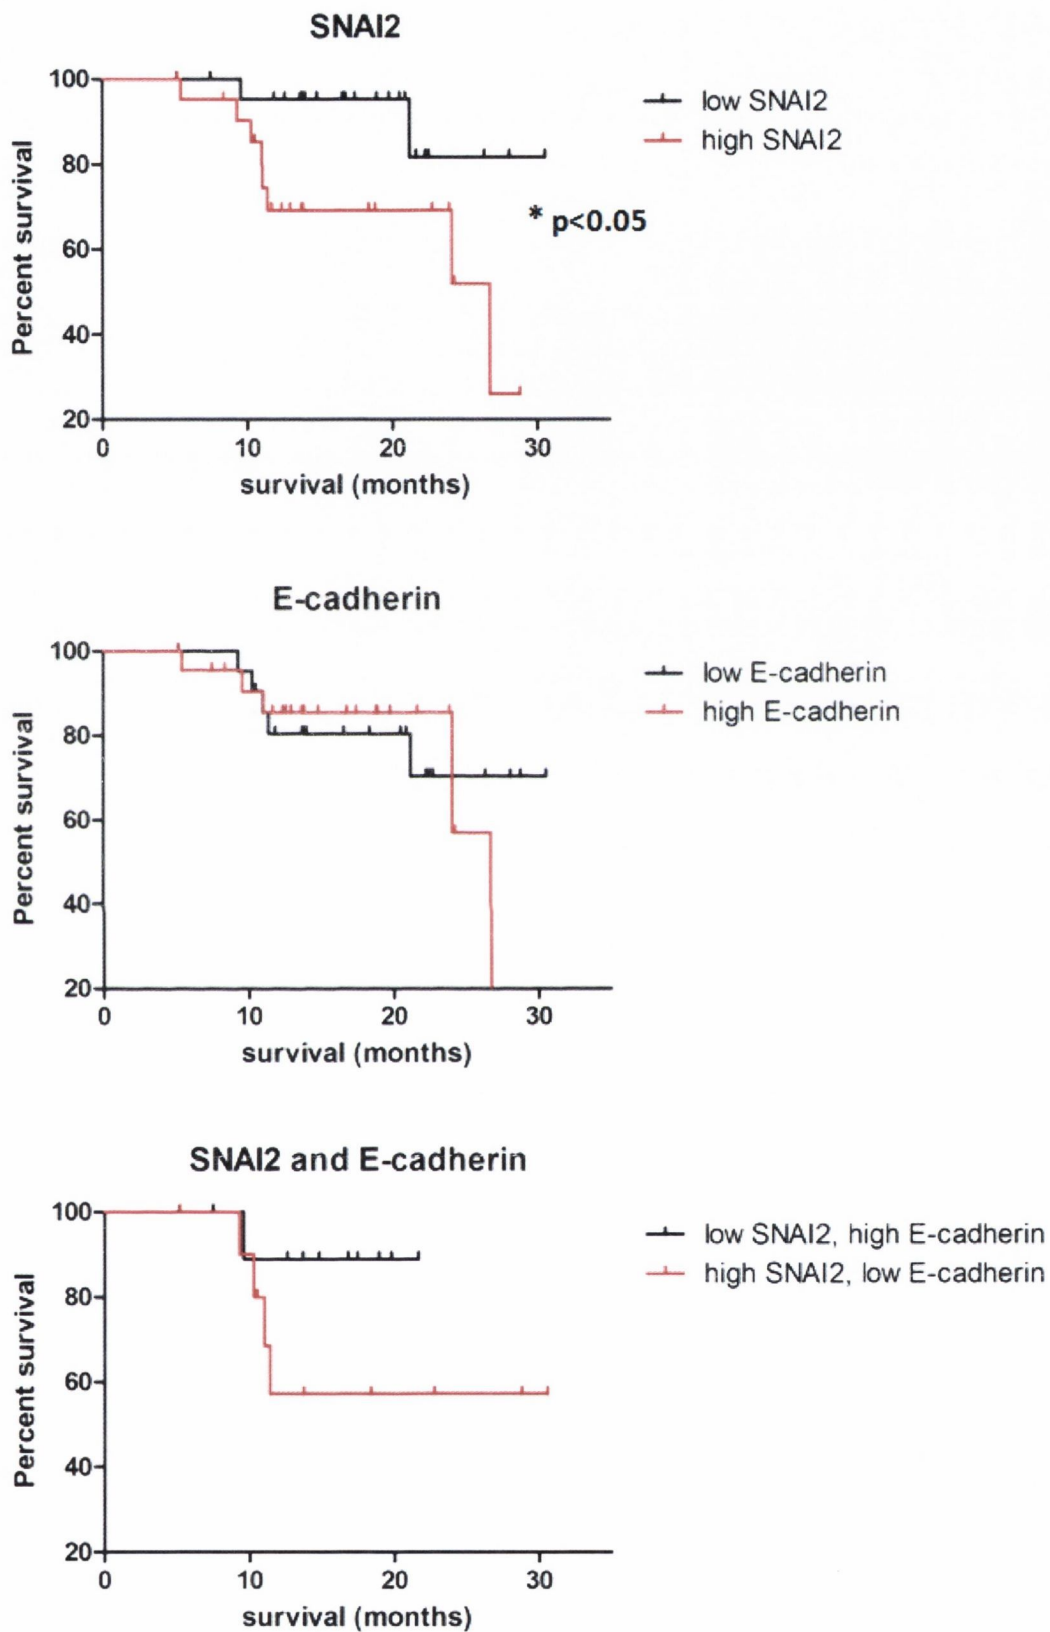 SNAI2
100
80
60
40
20
Percent survival
0 10 20 30
survival (months)
low SNAI2
high SNAI2
* p<0.05
E-cadherin
100
80
60
40
20
Percent survival
0 10 20 30
survival (months)
low E-cadherin
high E-cadherin
SNAI2 and E-cadherin
100
80
60
40
20
Percent survival
0 10 20 30
survival (months)
low SNAI2, high E-cadherin
high SNAI2, low E-cadherin